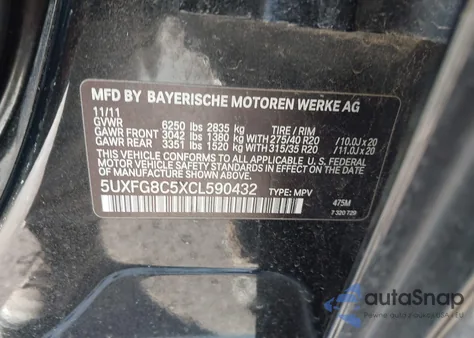 MFD BY BAYERISCHE MOTOREN WERKE AG
11/11
GVWR 6250 lbs 2835 kg TIRE / RIM
GAWR FRONT 3042 lbs 1380 kg WITH 275/40 R20 /10.0J x 20
GAWR REAR 3351 lbs 1520 kg WITH 315/35 R20 /11.0J x 20
THIS VEHICLE CONFORMS TO ALL APPLICABLE U. S. FEDERAL
MOTOR VEHICLE SAFETY STANDARDS IN EFFECT ON THE DATE
OF MANUFACTURE SHOWN ABOVE.
5UXFG8C5XCL590432 TYPE: MPV 475M
7 320 729
autoSnap